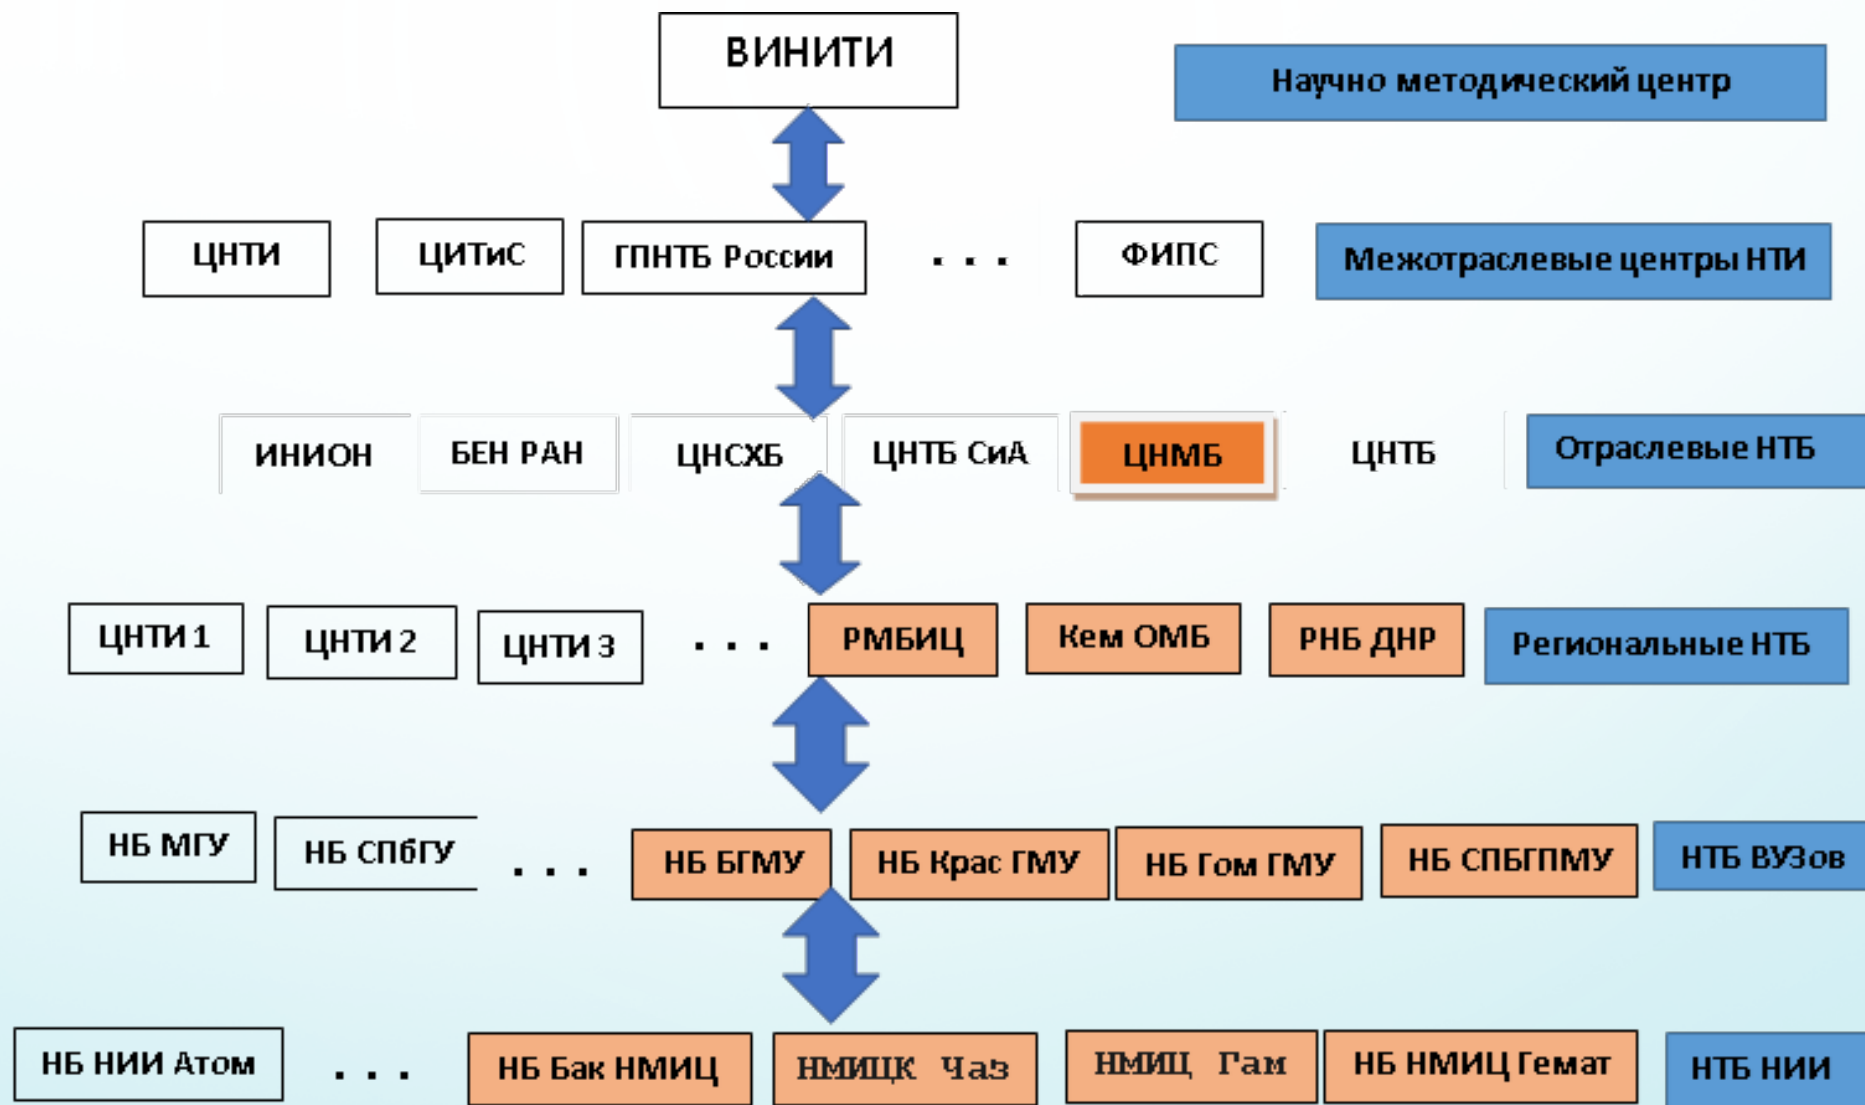 ВИНИТИ
Научно методический центр
ЦНТИ
ЦИТиС
ГПНТБ России
. . .
ФИПС
Межотраслевые центры НТИ
ИНИОН
БЕН РАН
ЦНСХБ
ЦНТБ СиА
ЦНМБ
ЦНТБ
Отраслевые НТБ
ЦНТИ 1
ЦНТИ 2
ЦНТИ 3
. . .
РМБИЦ
Кем ОМБ
РНБ ДНР
Региональные НТБ
НБ МГУ
НБ СПбГУ
. . .
НБ БГМУ
НБ Крас ГМУ
НБ Гом ГМУ
НБ СПБГПМУ
НТБ ВУЗов
НБ НИИ Атом
. . .
НБ Бак НМИЦ
НМИЦК Чаз
НМИЦ Гам
НБ НМИЦ Гемат
НТБ НИИ